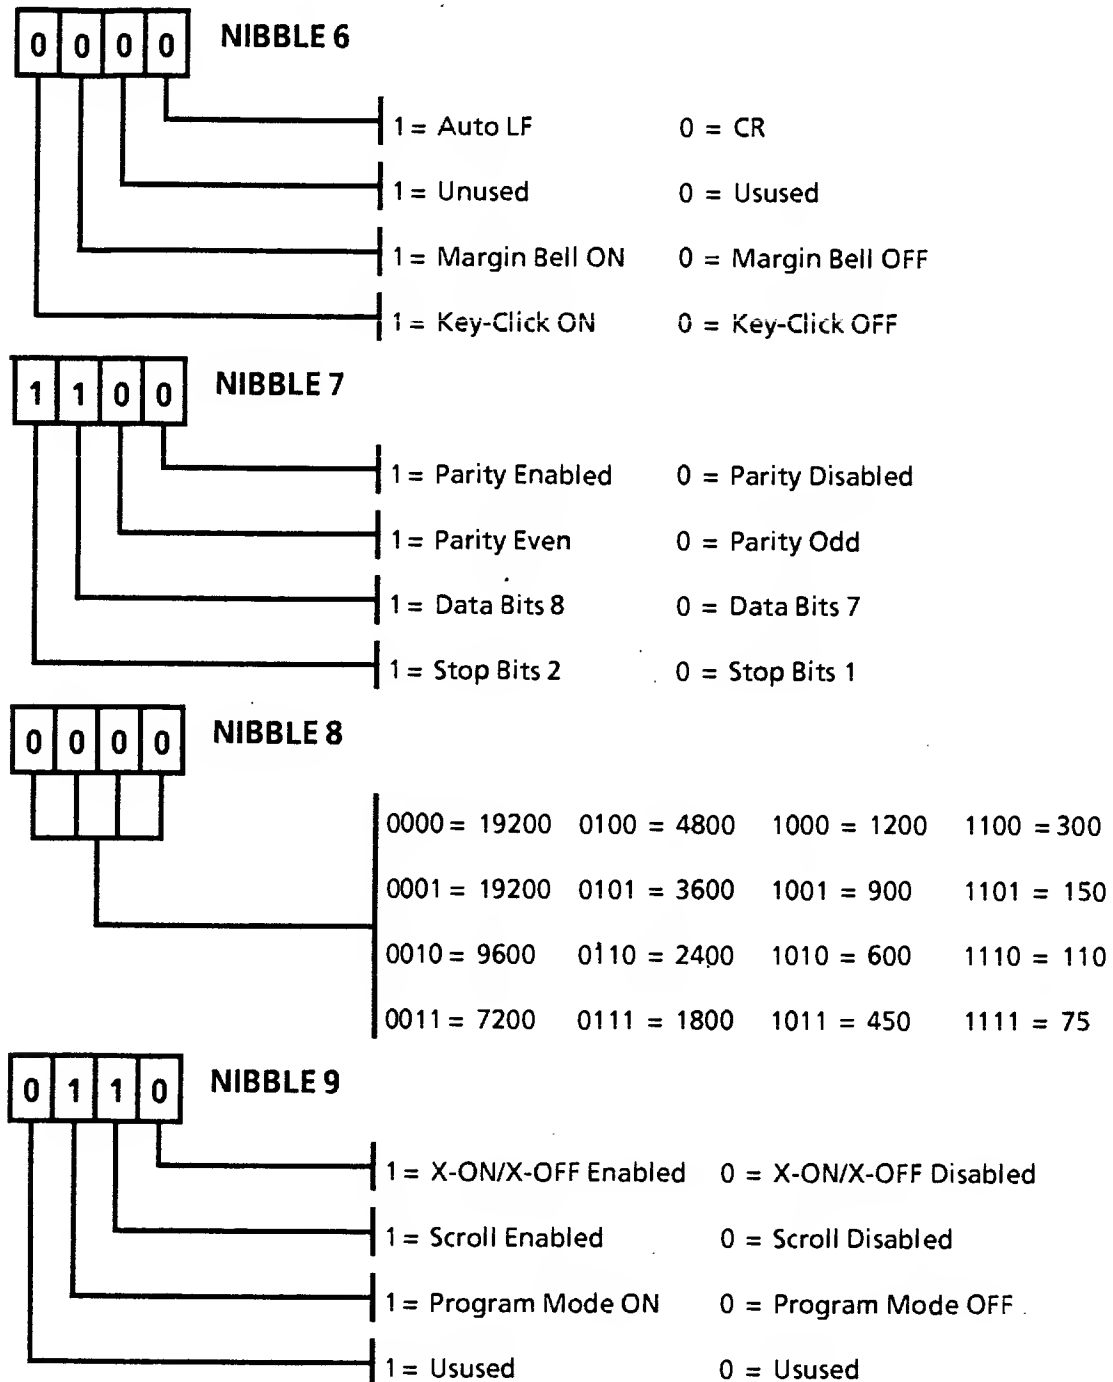 0 0 0 0 NIBBLE 6
1 = Auto LF 0 = CR
1 = Unused 0 = Usused
1 = Margin Bell ON 0 = Margin Bell OFF
1 = Key-Click ON 0 = Key-Click OFF
1 1 0 0 NIBBLE 7
1 = Parity Enabled 0 = Parity Disabled
1 = Parity Even 0 = Parity Odd
1 = Data Bits 8 0 = Data Bits 7
1 = Stop Bits 2 0 = Stop Bits 1
0 0 0 0 NIBBLE 8
0000 = 19200 0100 = 4800 1000 = 1200 1100 = 300
0001 = 19200 0101 = 3600 1001 = 900 1101 = 150
0010 = 9600 0110 = 2400 1010 = 600 1110 = 110
0011 = 7200 0111 = 1800 1011 = 450 1111 = 75
0 1 1 0 NIBBLE 9
1 = X-ON/X-OFF Enabled 0 = X-ON/X-OFF Disabled
1 = Scroll Enabled 0 = Scroll Disabled
1 = Program Mode ON 0 = Program Mode OFF
1 = Usused 0 = Usused